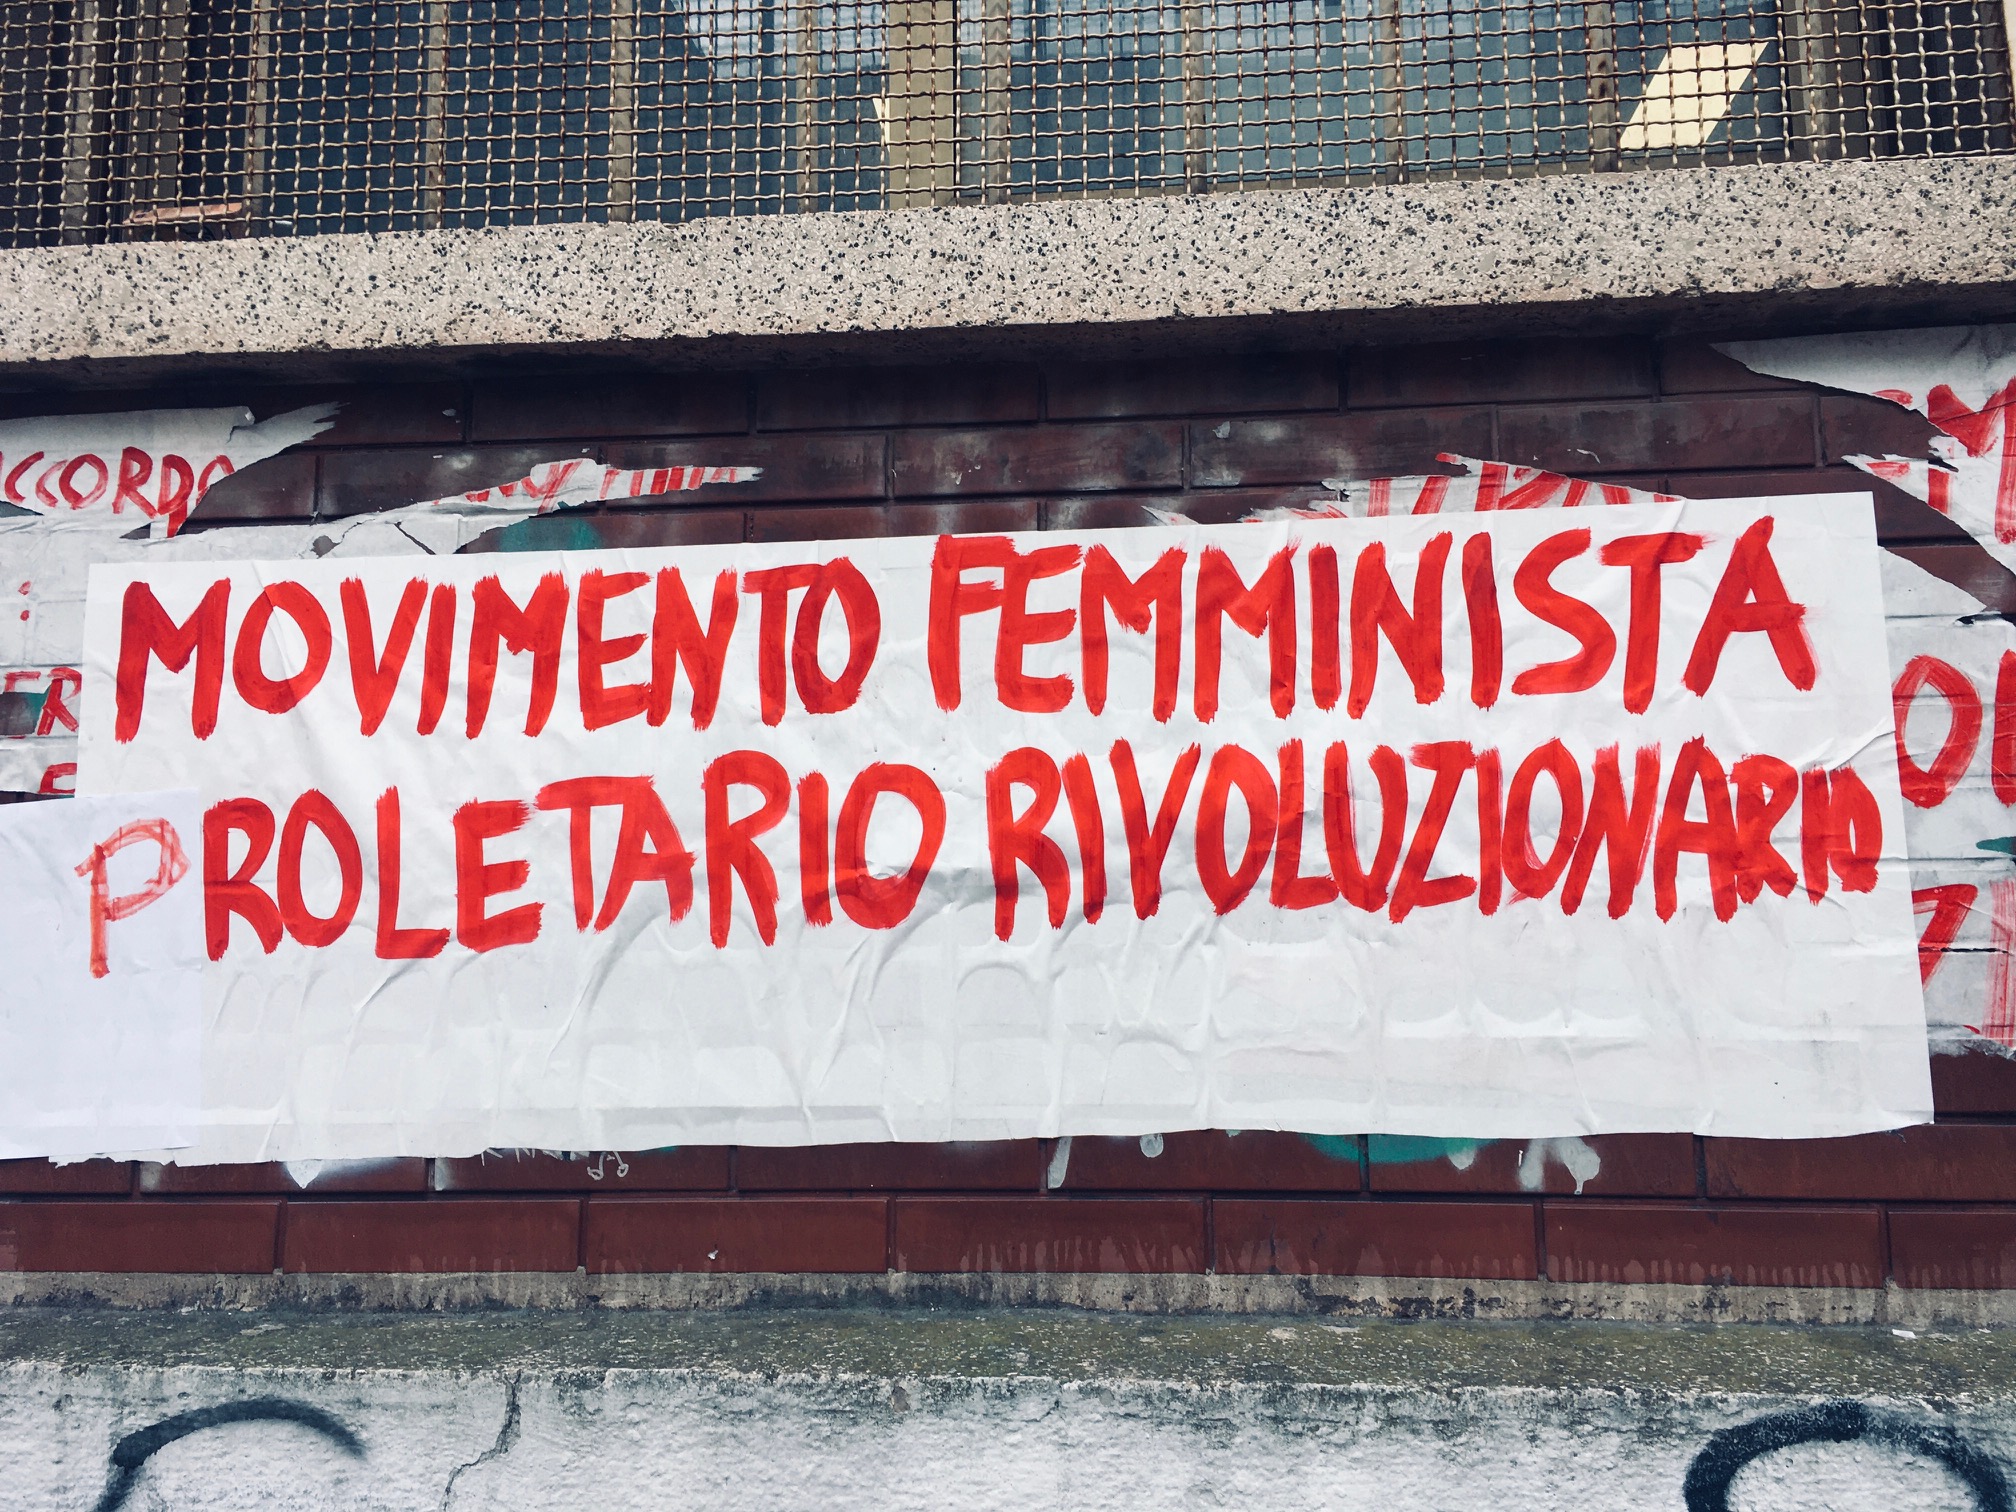 MOVIMENTO FEMMINISTA
PROLETARIO RIVOLUZIONARIO